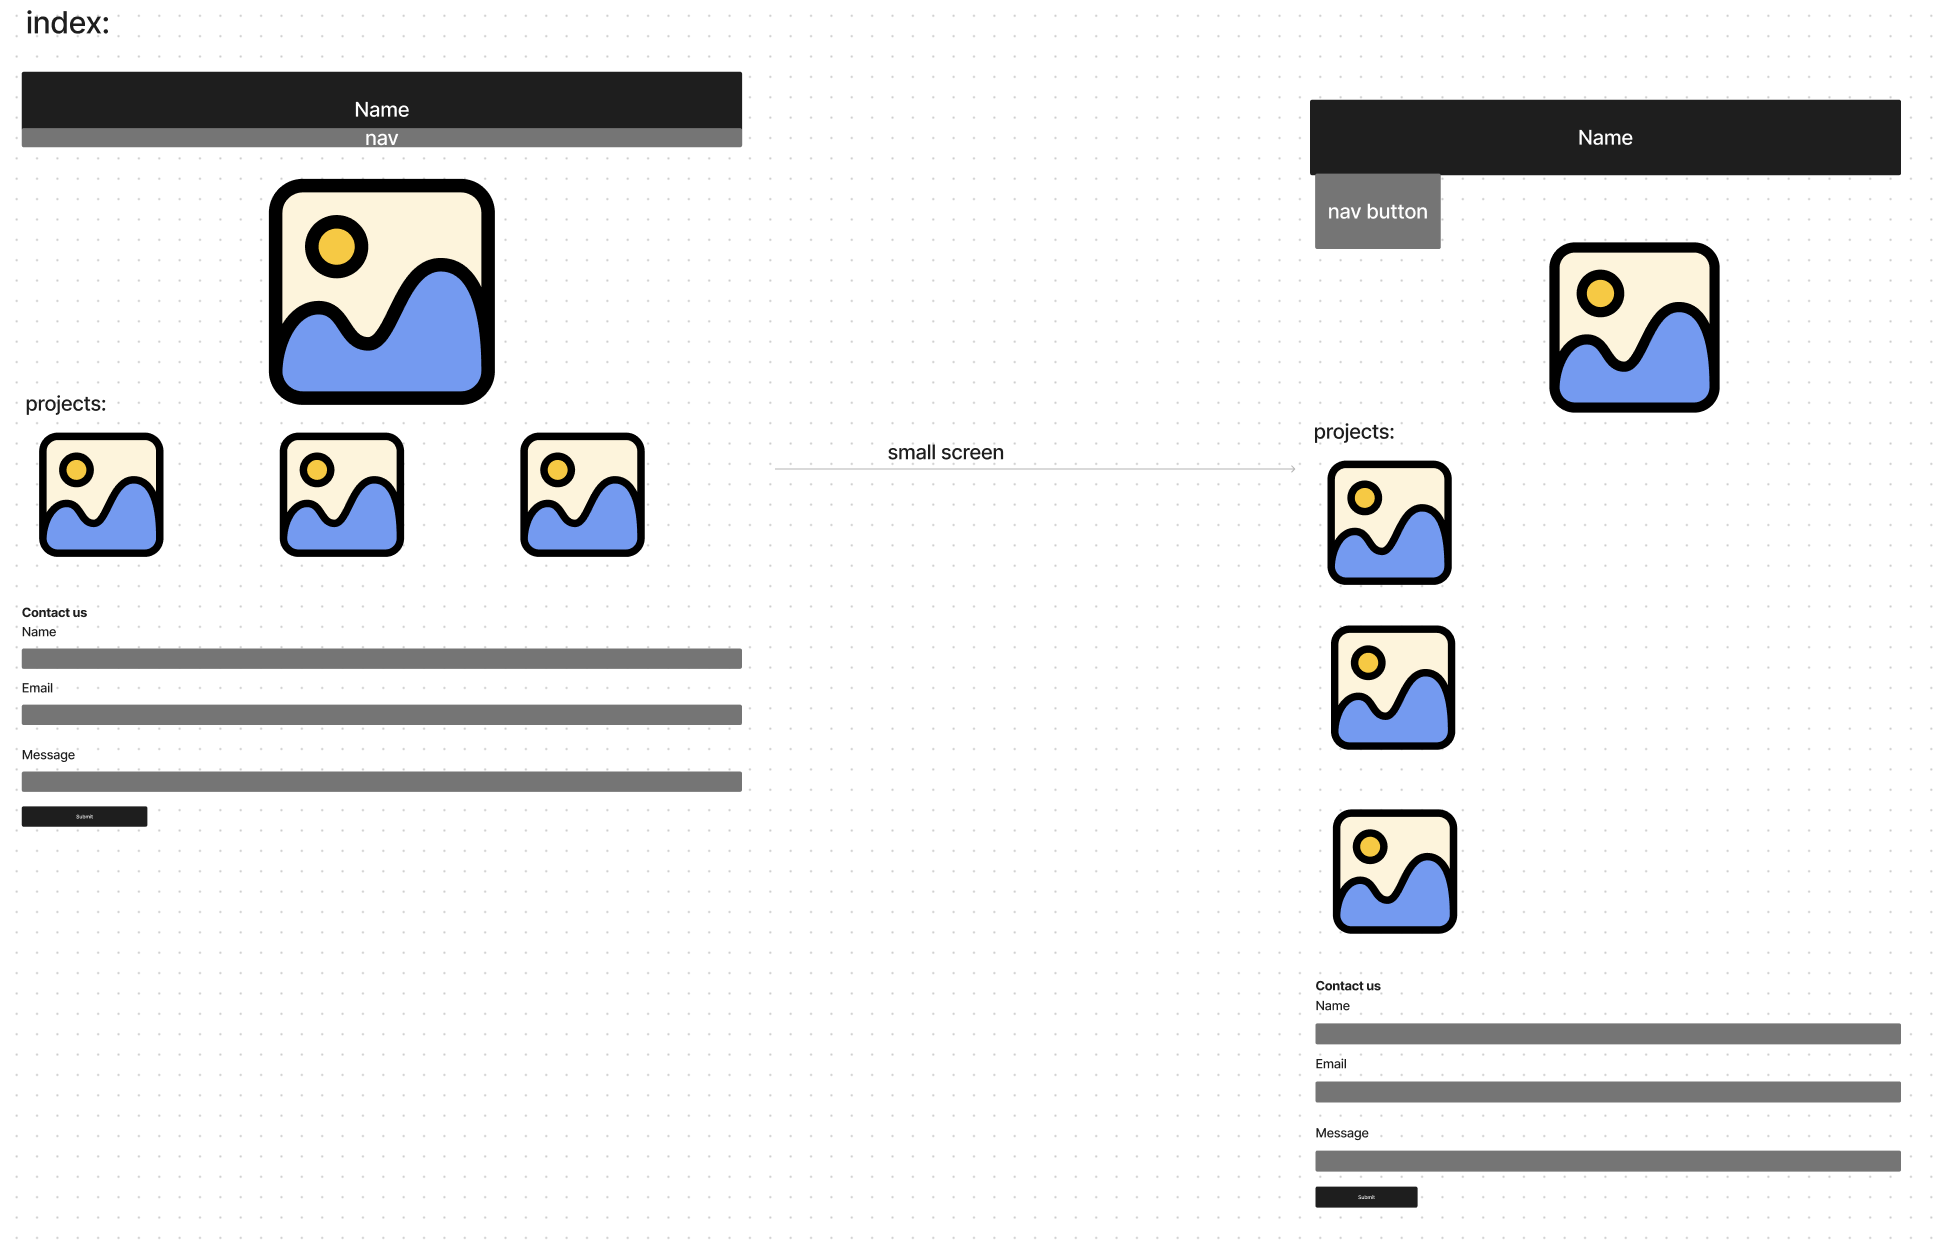 index:
Name
nav
projects:
Contact us
Name
Email
Message
Submit
small screen
Name
nav button
projects:
Contact us
Name
Email
Message
Submit